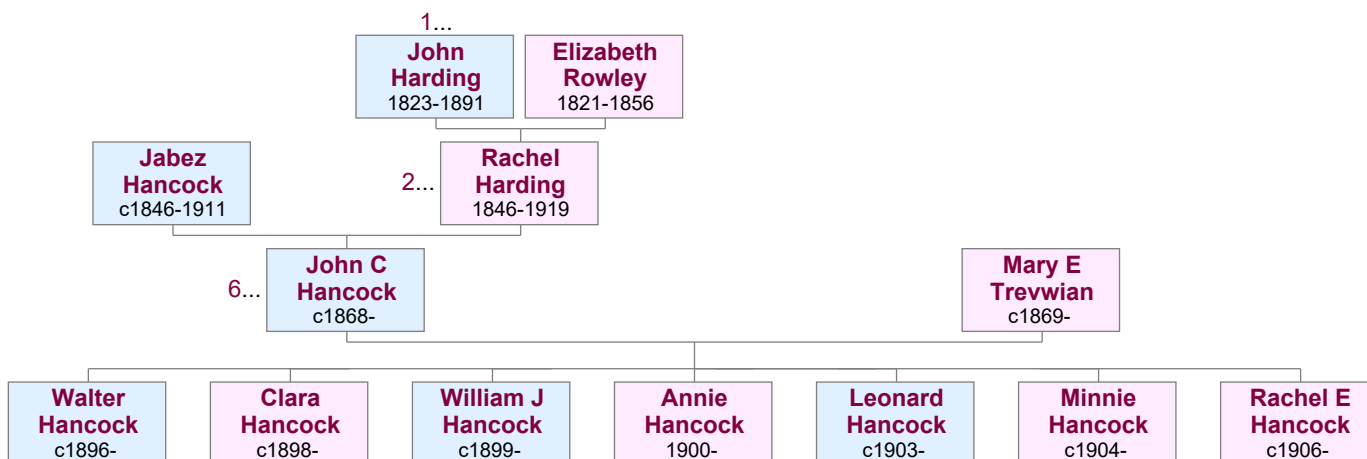 1...
John
Harding
1823-1891
Elizabeth
Rowley
1821-1856
Jabez
Hancock
c1846-1911
2...
Rachel
Harding
1846-1919
6...
John C
Hancock
c1868-
Mary E
Trevwian
c1869-
Walter
Hancock
c1896-
Clara
Hancock
c1898-
William J
Hancock
c1899-
Annie
Hancock
1900-
Leonard
Hancock
c1903-
Minnie
Hancock
c1904-
Rachel E
Hancock
c1906-